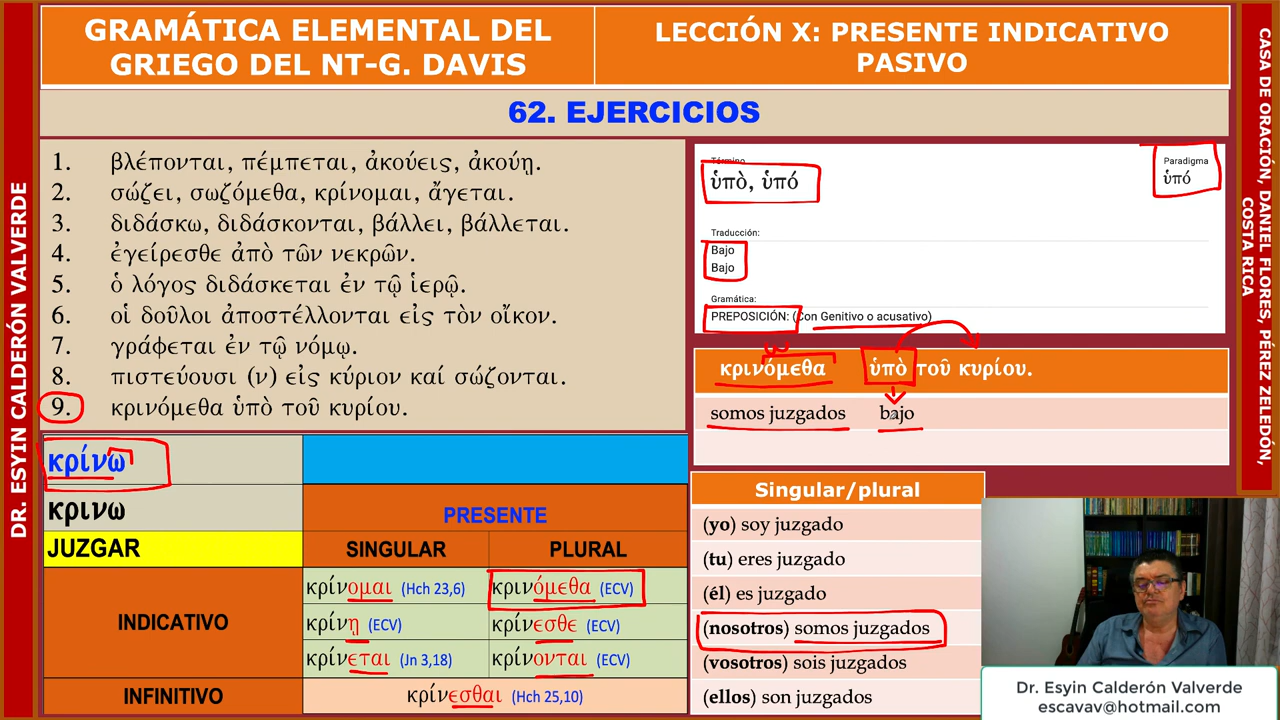 GRAMÁTICA ELEMENTAL DEL
GRIEGO DEL NT-G. DAVIS
LECCIÓN X: PRESENTE INDICATIVO
PASIVO
62. EJERCICIOS
DR. ESYIN CALDERÓN VALVERDE
CASA DE ORACIÓN, DANIEL FLORES, PÉREZ ZELEDÓN,
COSTA RICA
1. βλέπονται, πέμπεται, ἀκούεις, ἀκούῃ.
2. σώζει, σωζόμεθα, κρίνομαι, ἄγεται.
3. διδάσκω, διδάσκονται, βάλλει, βάλλεται.
4. ἐγείρεσθε ἀπὸ τῶν νεκρῶν.
5. ὁ λόγος διδάσκεται ἐν τῷ ἱερῷ.
6. οἱ δοῦλοι ἀποστέλλονται εἰς τὸν οἴκον.
7. γράφεται ἐν τῷ νόμῳ.
8. πιστεύουσι (ν) εἰς κύριον καί σώζονται.
9. κρινόμεθα ὑπὸ τοῦ κυρίου.
Término
ὑπὸ, ὑπό
Paradigma
ὑπό
Traducción:
Bajo
Bajo
Gramática:
PREPOSICIÓN: (Con Genitivo o acusativo)
κρινόμεθα ὑπὸ τοῦ κυρίου.
somos juzgados bajo
κρίνω
κρινω
PRESENTE
JUZGAR
SINGULAR PLURAL
INDICATIVO
κρίνομαι (Hch 23,6) κρινόμεθα (ECV)
κρίνῃ (ECV) κρίνεσθε (ECV)
κρίνεται (Jn 3,18) κρίνονται (ECV)
INFINITIVO κρίνεσθαι (Hch 25,10)
Singular/plural
(yo) soy juzgado
(tu) eres juzgado
(él) es juzgado
(nosotros) somos juzgados
(vosotros) sois juzgados
(ellos) son juzgados
Dr. Esyin Calderón Valverde
escavav@hotmail.com